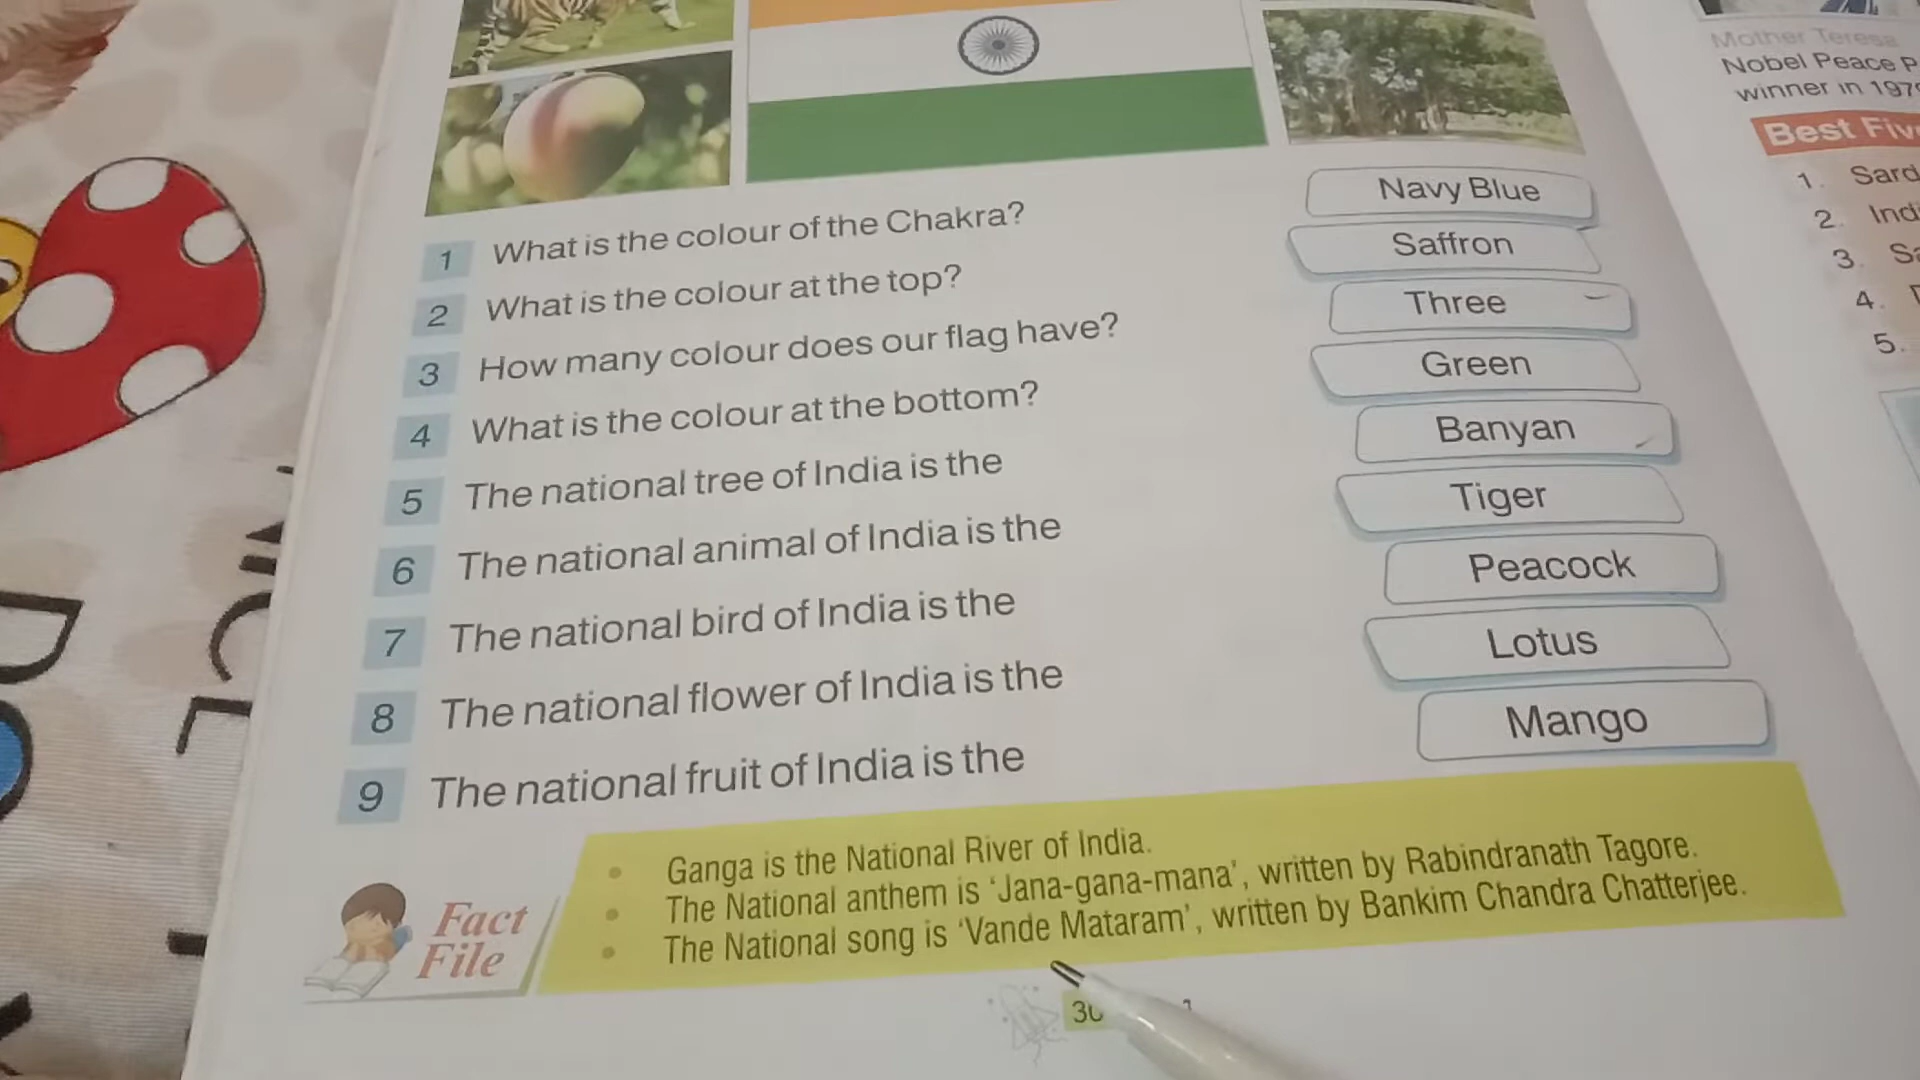 Mother Teresa
Nobel Peace
winner in
Best
1 What is the colour of the Chakra? Navy Blue
2 What is the colour at the top? Saffron
3 How many colour does our flag have? Three
4 What is the colour at the bottom? Green
5 The national tree of India is the Banyan
6 The national animal of India is the Tiger
7 The national bird of India is the Peacock
8 The national flower of India is the Lotus
9 The national fruit of India is the Mango
Fact File
• Ganga is the National River of India.
• The National anthem is ‘Jana-gana-mana’, written by Rabindranath Tagore.
• The National song is ‘Vande Mataram’, written by Bankim Chandra Chatterjee.
1.
2.
3.
4.
5.